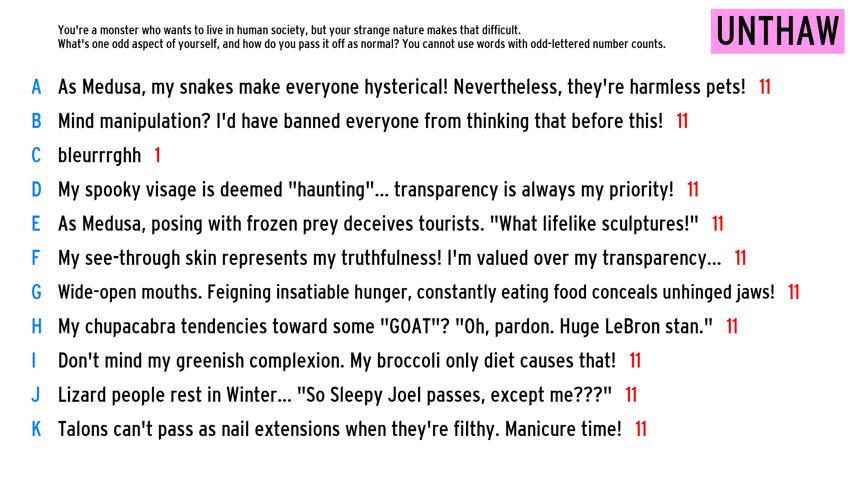 You're a monster who wants to live in human society, but your strange nature makes that difficult.
What's one odd aspect of yourself, and how do you pass it off as normal? You cannot use words with odd-lettered number counts.
UNTHAW
A As Medusa, my snakes make everyone hysterical! Nevertheless, they're harmless pets! 11
B Mind manipulation? I'd have banned everyone from thinking that before this! 11
C bleurrrghh 1
D My spooky visage is deemed "haunting"... transparency is always my priority! 11
E As Medusa, posing with frozen prey deceives tourists. "What lifelike sculptures!" 11
F My see-through skin represents my truthfulness! I'm valued over my transparency... 11
G Wide-open mouths. Feigning insatiable hunger, constantly eating food conceals unhinged jaws! 11
H My chupacabra tendencies toward some "GOAT"? "Oh, pardon. Huge LeBron stan." 11
I Don't mind my greenish complexion. My broccoli only diet causes that! 11
J Lizard people rest in Winter... "So Sleepy Joel passes, except me???" 11
K Talons can't pass as nail extensions when they're filthy. Manicure time! 11